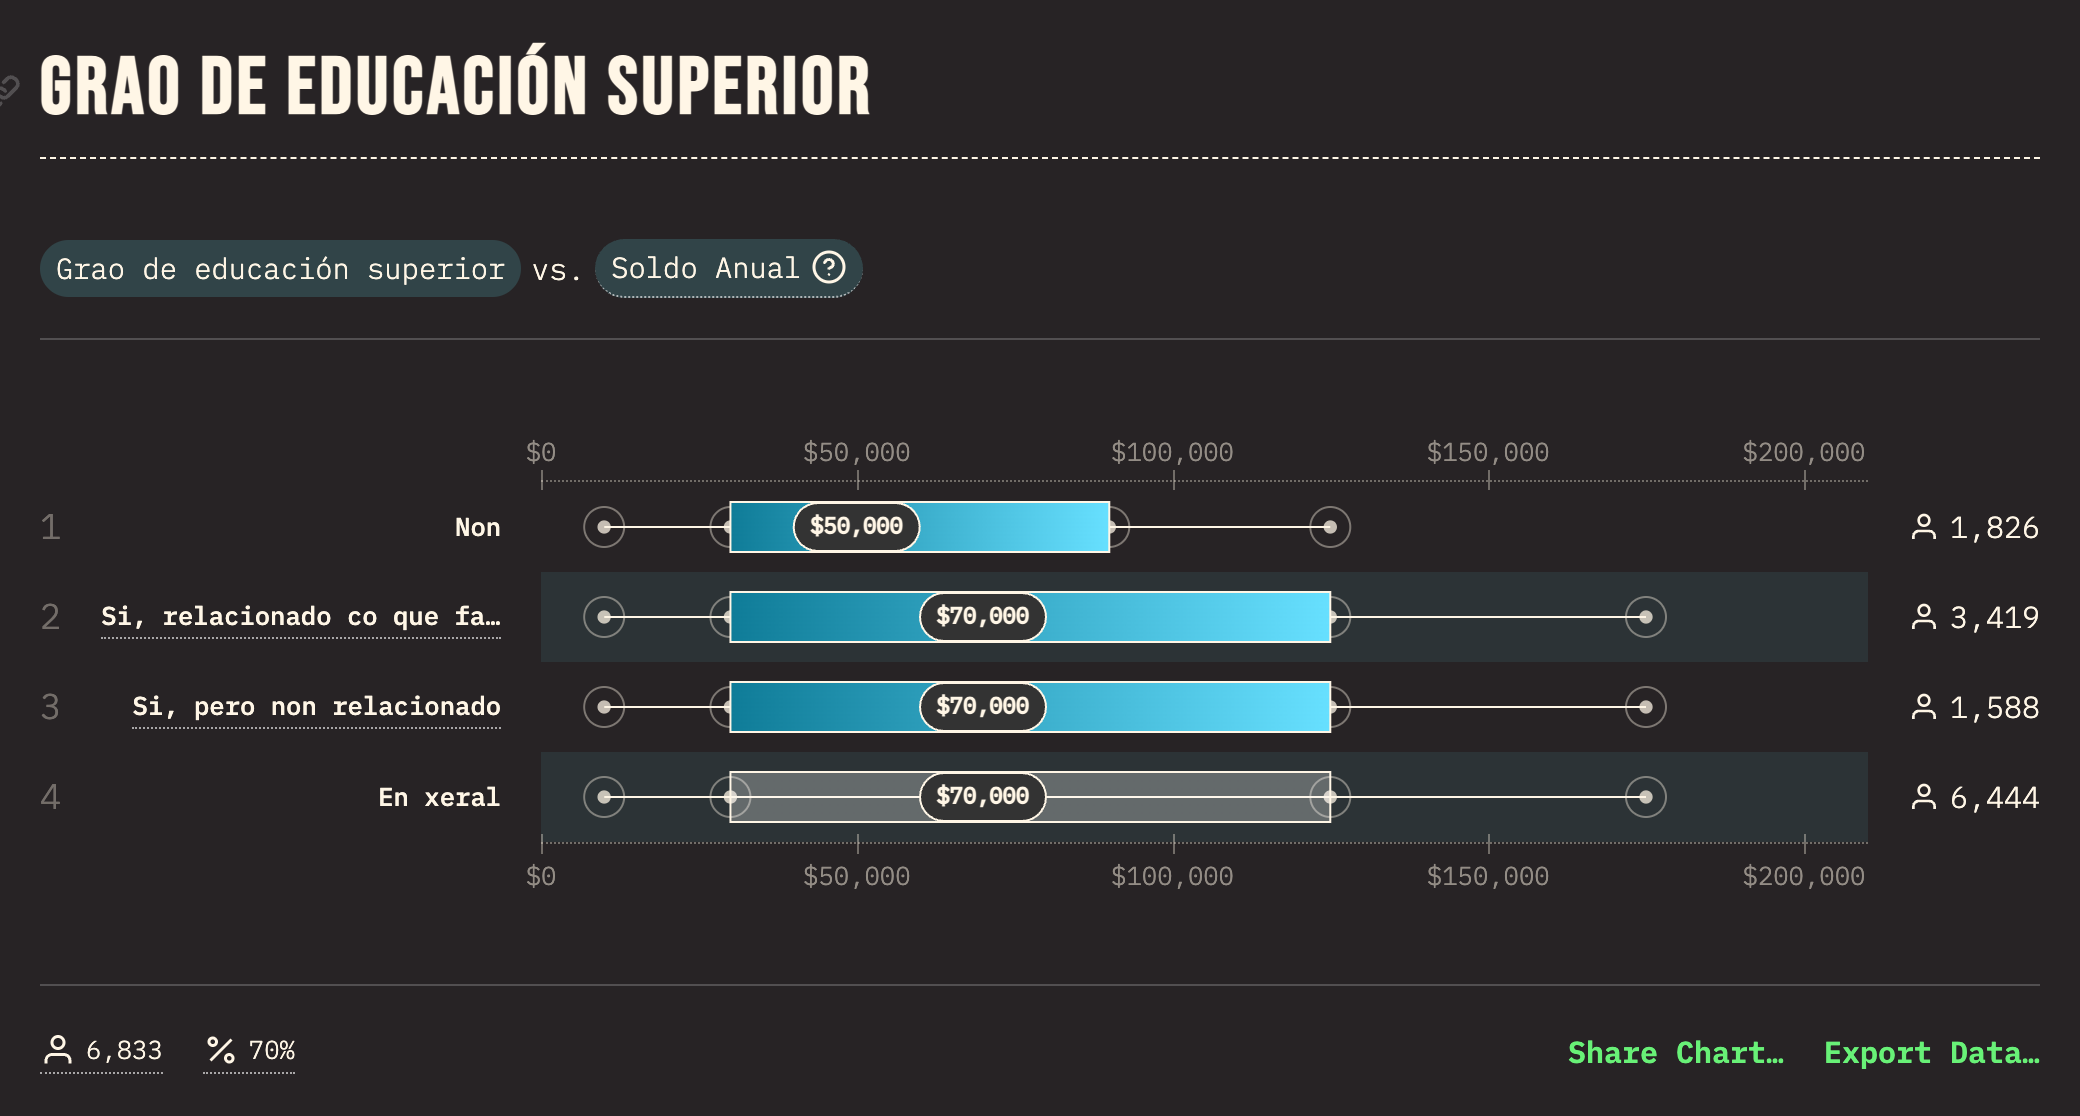 GRAO DE EDUCACIÓN SUPERIOR
Grao de educación superior vs. Soldo Anual
$0 $50,000 $100,000 $150,000 $200,000
1 Non $50,000 1,826
2 Si, relacionado co que fa… $70,000 3,419
3 Si, pero non relacionado $70,000 1,588
4 En xeral $70,000 6,444
$0 $50,000 $100,000 $150,000 $200,000
6,833 70% Share Chart… Export Data…